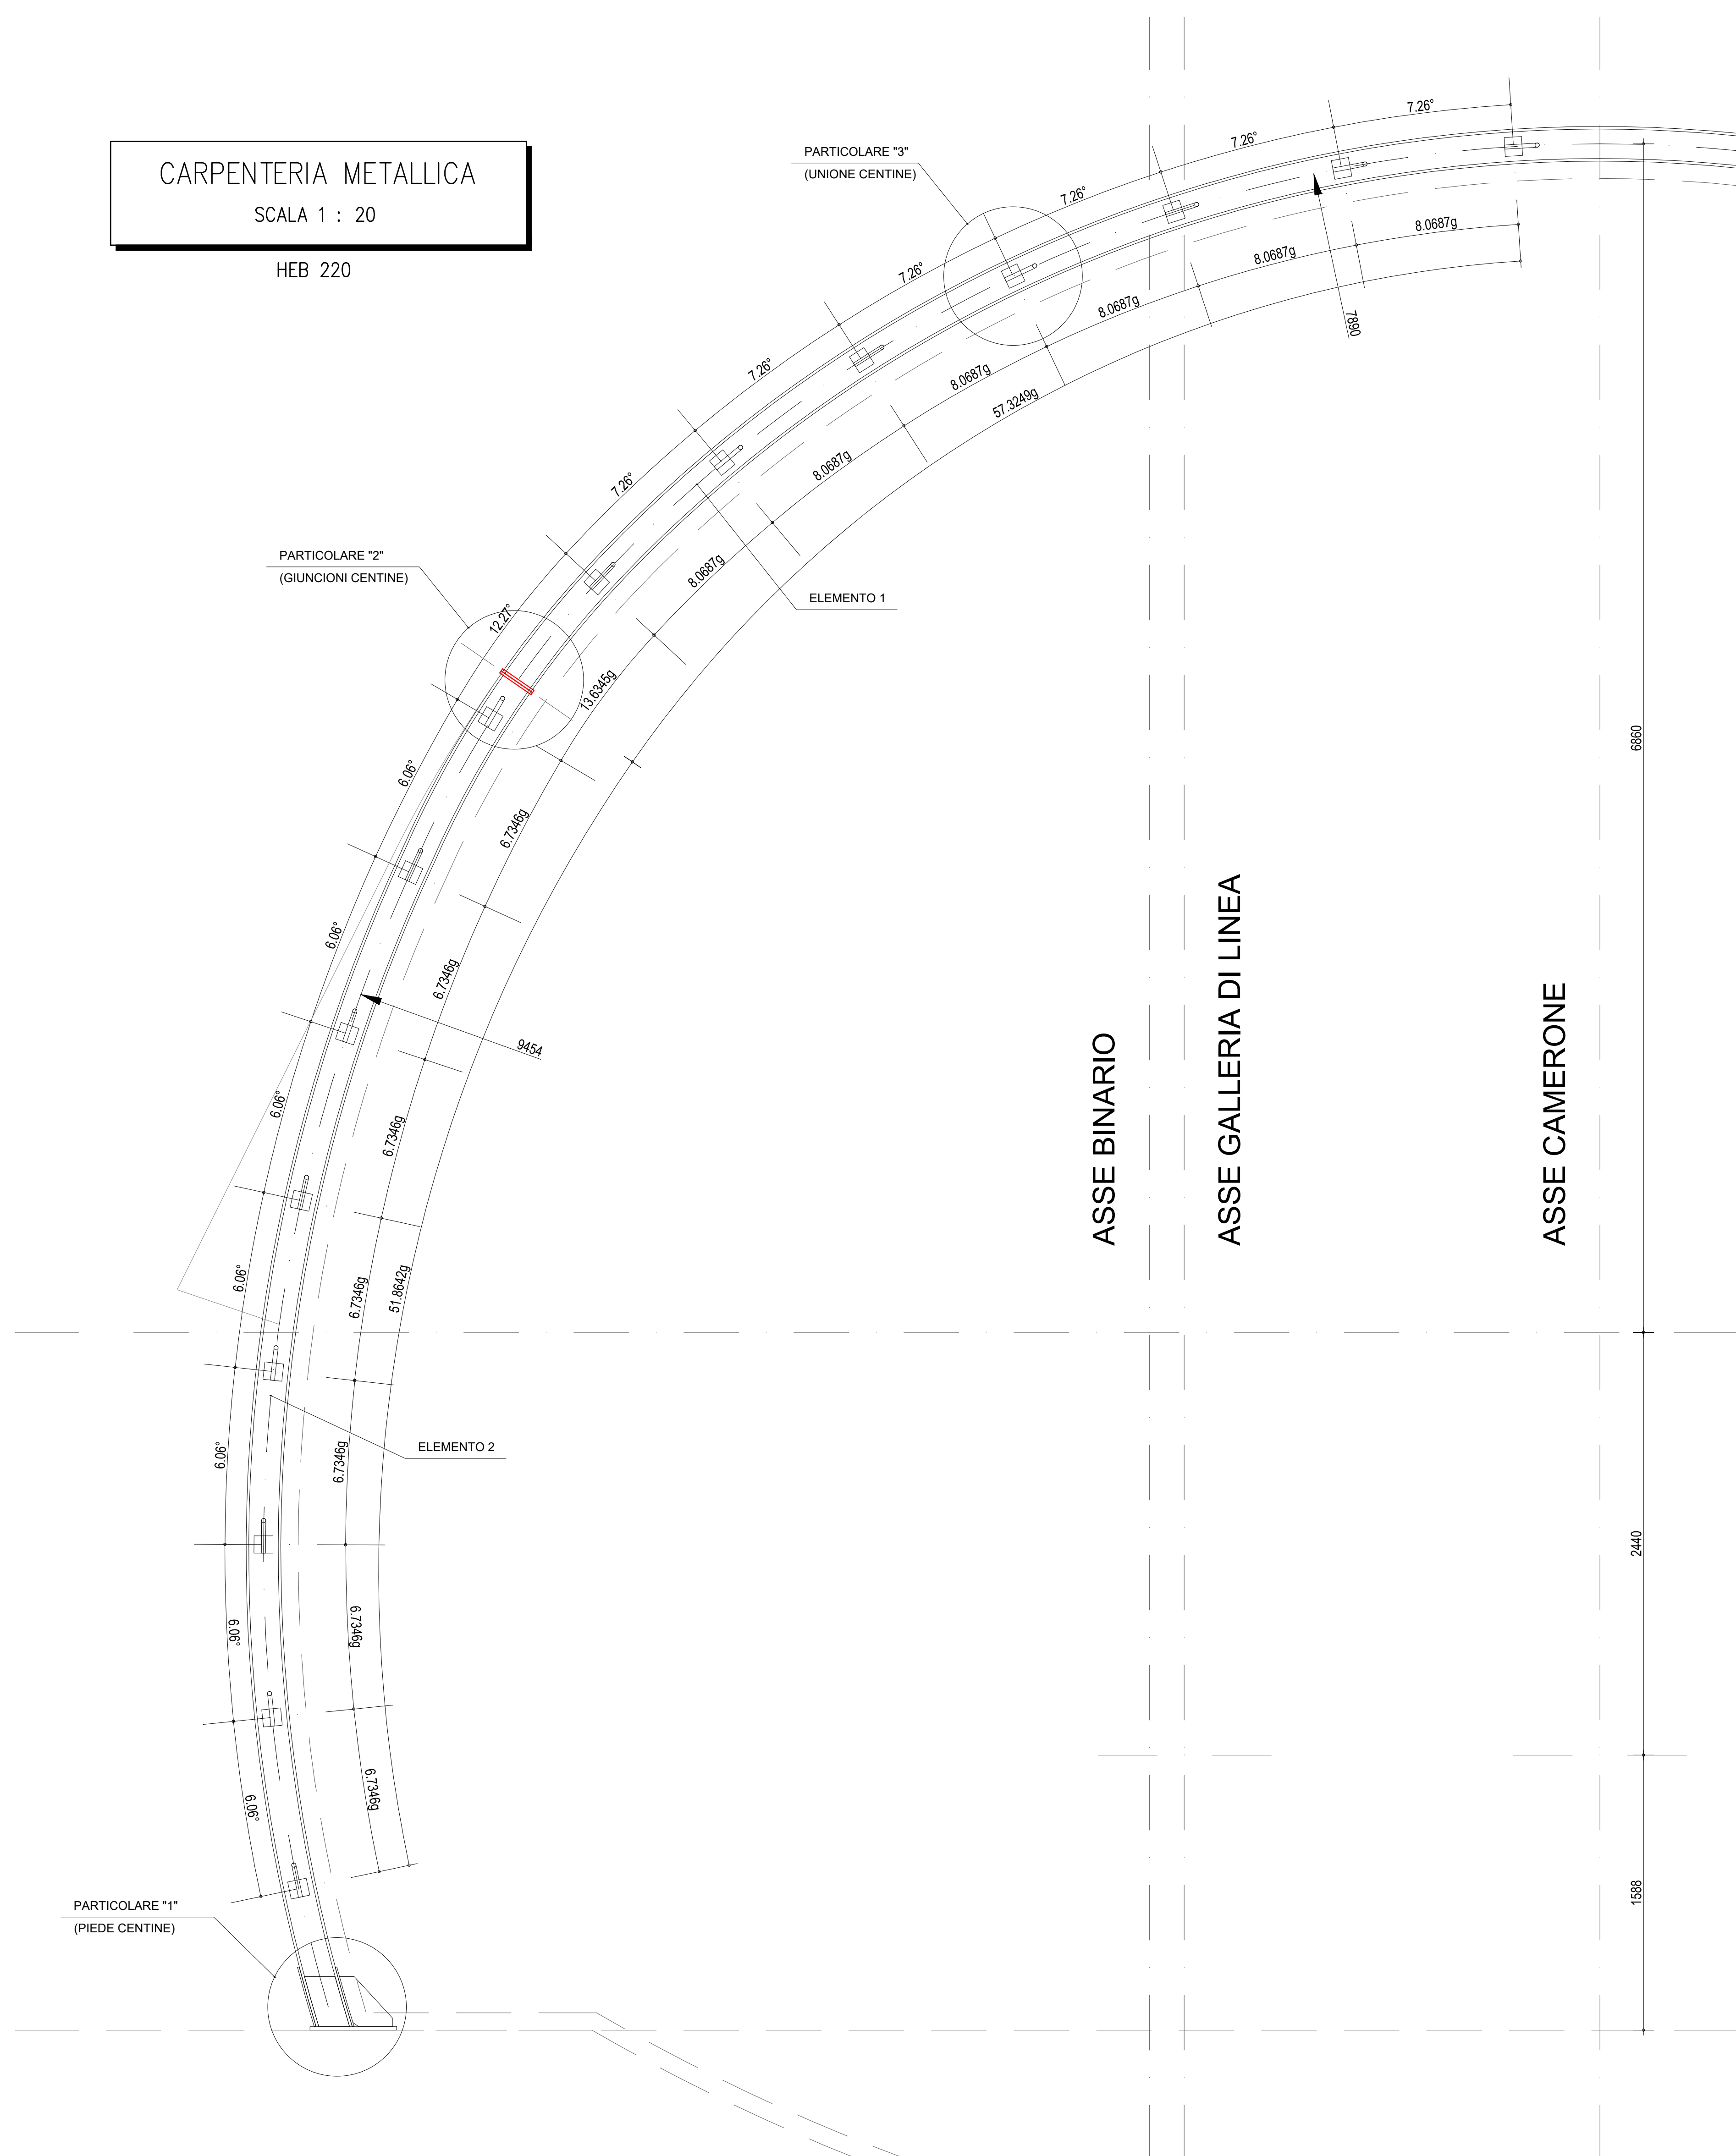 CARPENTERIA METALLICA
SCALA 1 : 20
HEB 220
PARTICOLARE "3"
(UNIONE CENTINE)
7.26°
7.26°
7.26°
7.26°
7.26°
7.26°
12.27°
6.06°
6.06°
6.06°
6.06°
6.06°
6.06°
6.06°
8.0687g
8.0687g
8.0687g
8.0687g
8.0687g
8.0687g
13.6345g
6.7346g
6.7346g
6.7346g
6.7346g
6.7346g
6.7346g
6.7346g
57.3249g
51.8642g
7890
9454
PARTICOLARE "2"
(GIUNCIONI CENTINE)
ELEMENTO 1
ELEMENTO 2
PARTICOLARE "1"
(PIEDE CENTINE)
ASSE BINARIO
ASSE GALLERIA DI LINEA
ASSE CAMERONE
6860
2440
1588